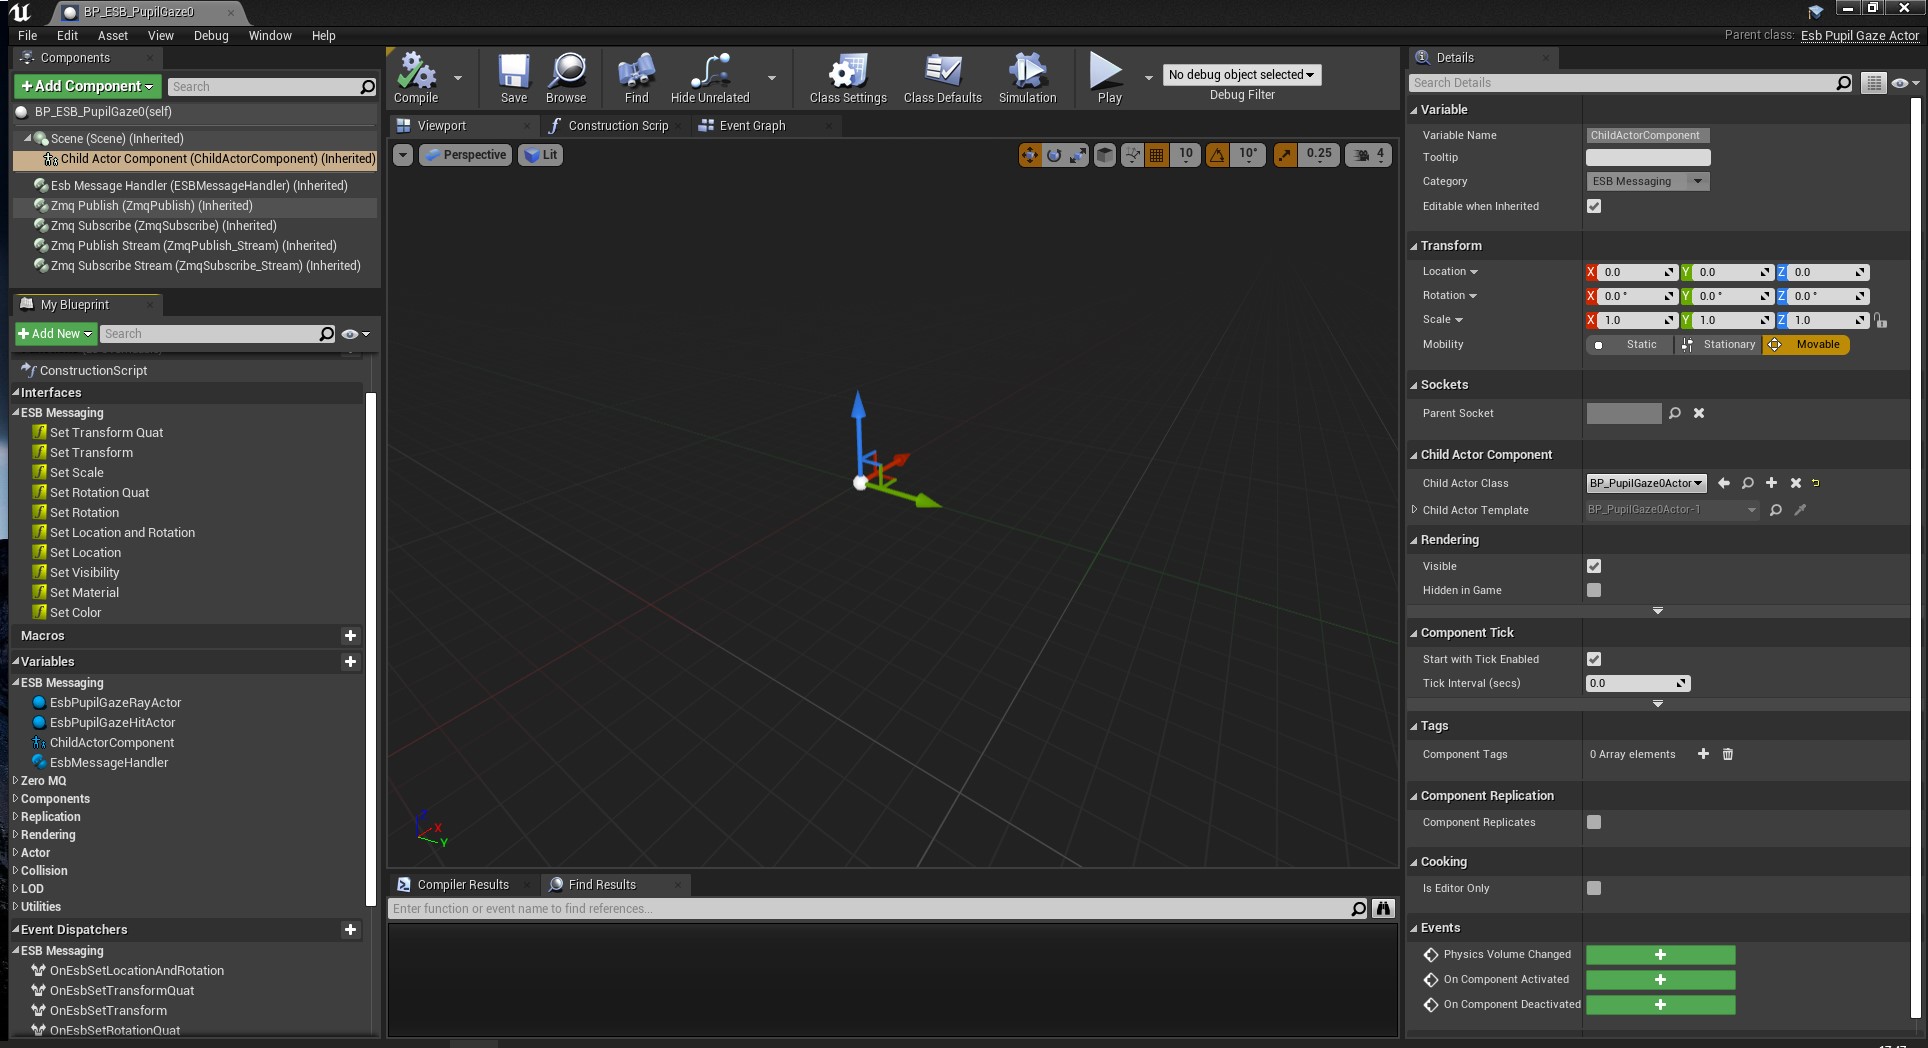 BP_ESB_PupilGaze0
File Edit Asset View Debug Window Help
Parent class: Esb Pupil Gaze Actor
Components
Add Component
Search
BP_ESB_PupilGaze0(self)
Scene (Scene) (Inherited)
Child Actor Component (ChildActorComponent) (Inherited)
Esb Message Handler (ESBMessageHandler) (Inherited)
Zmq Publish (ZmqPublish) (Inherited)
Zmq Subscribe (ZmqSubscribe) (Inherited)
Zmq Publish Stream (ZmqPublish_Stream) (Inherited)
Zmq Subscribe Stream (ZmqSubscribe_Stream) (Inherited)
My Blueprint
Add New
Search
ConstructionScript
Interfaces
ESB Messaging
Set Transform Quat
Set Transform
Set Scale
Set Rotation Quat
Set Rotation
Set Location and Rotation
Set Location
Set Visibility
Set Material
Set Color
Macros
Variables
ESB Messaging
EsbPupilGazeRayActor
EsbPupilGazeHitActor
ChildActorComponent
EsbMessageHandler
Zero MQ
Components
Replication
Rendering
Actor
Collision
LOD
Utilities
Event Dispatchers
ESB Messaging
OnEsbSetLocationAndRotation
OnEsbSetTransformQuat
OnEsbSetTransform
OnEsbSetRotationQuat
Compile Save Browse Find Hide Unrelated Class Settings Class Defaults Simulation Play
No debug object selected
Debug Filter
Viewport Construction Scrip Event Graph
Perspective Lit 10 10° 0.25 4
Z X Y
Compiler Results Find Results
Enter function or event name to find references...
Details
Search Details
Variable
Variable Name ChildActorComponent
Tooltip
Category ESB Messaging
Editable when Inherited
Transform
Location X 0.0 Y 0.0 Z 0.0
Rotation X 0.0 ° Y 0.0 ° Z 0.0 °
Scale X 1.0 Y 1.0 Z 1.0
Mobility Static Stationary Movable
Sockets
Parent Socket
Child Actor Component
Child Actor Class BP_PupilGaze0Actor
Child Actor Template BP_PupilGaze0Actor-1
Rendering
Visible
Hidden in Game
Component Tick
Start with Tick Enabled
Tick Interval (secs) 0.0
Tags
Component Tags 0 Array elements
Component Replication
Component Replicates
Cooking
Is Editor Only
Events
Physics Volume Changed
On Component Activated
On Component Deactivated